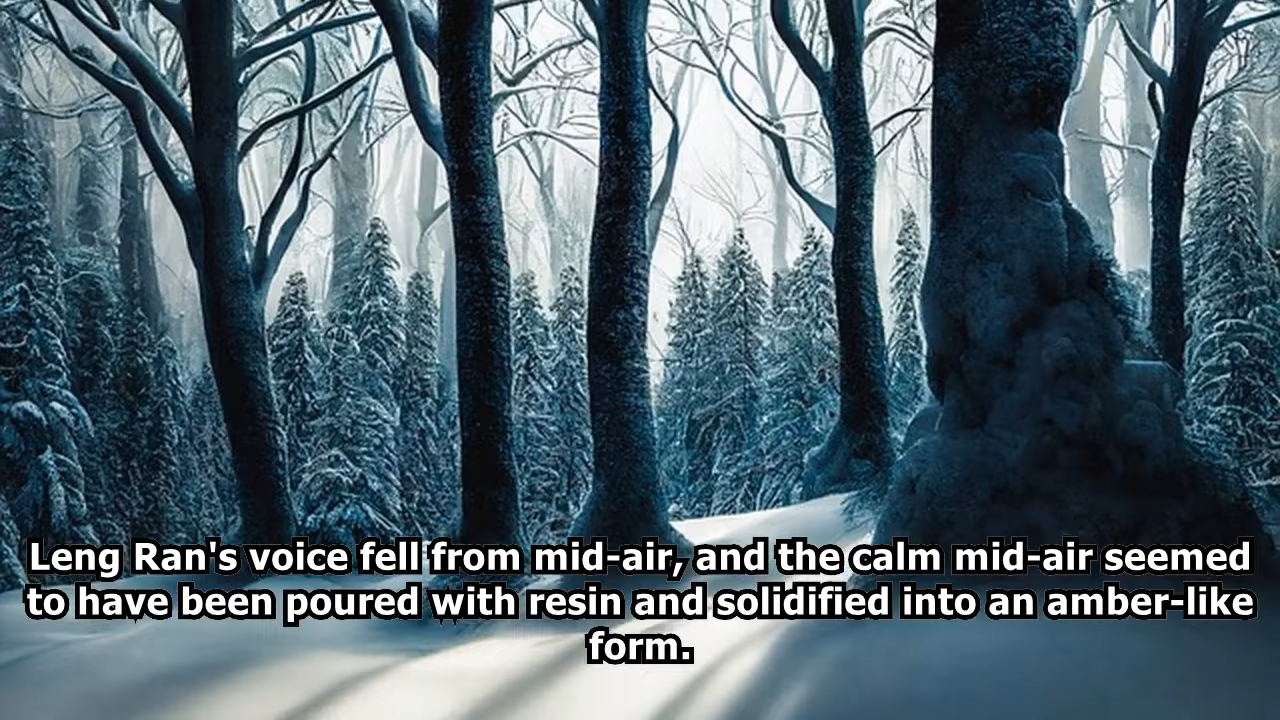 Leng Ran's voice fell from mid-air, and the calm mid-air seemed
to have been poured with resin and solidified into an amber-like
form.